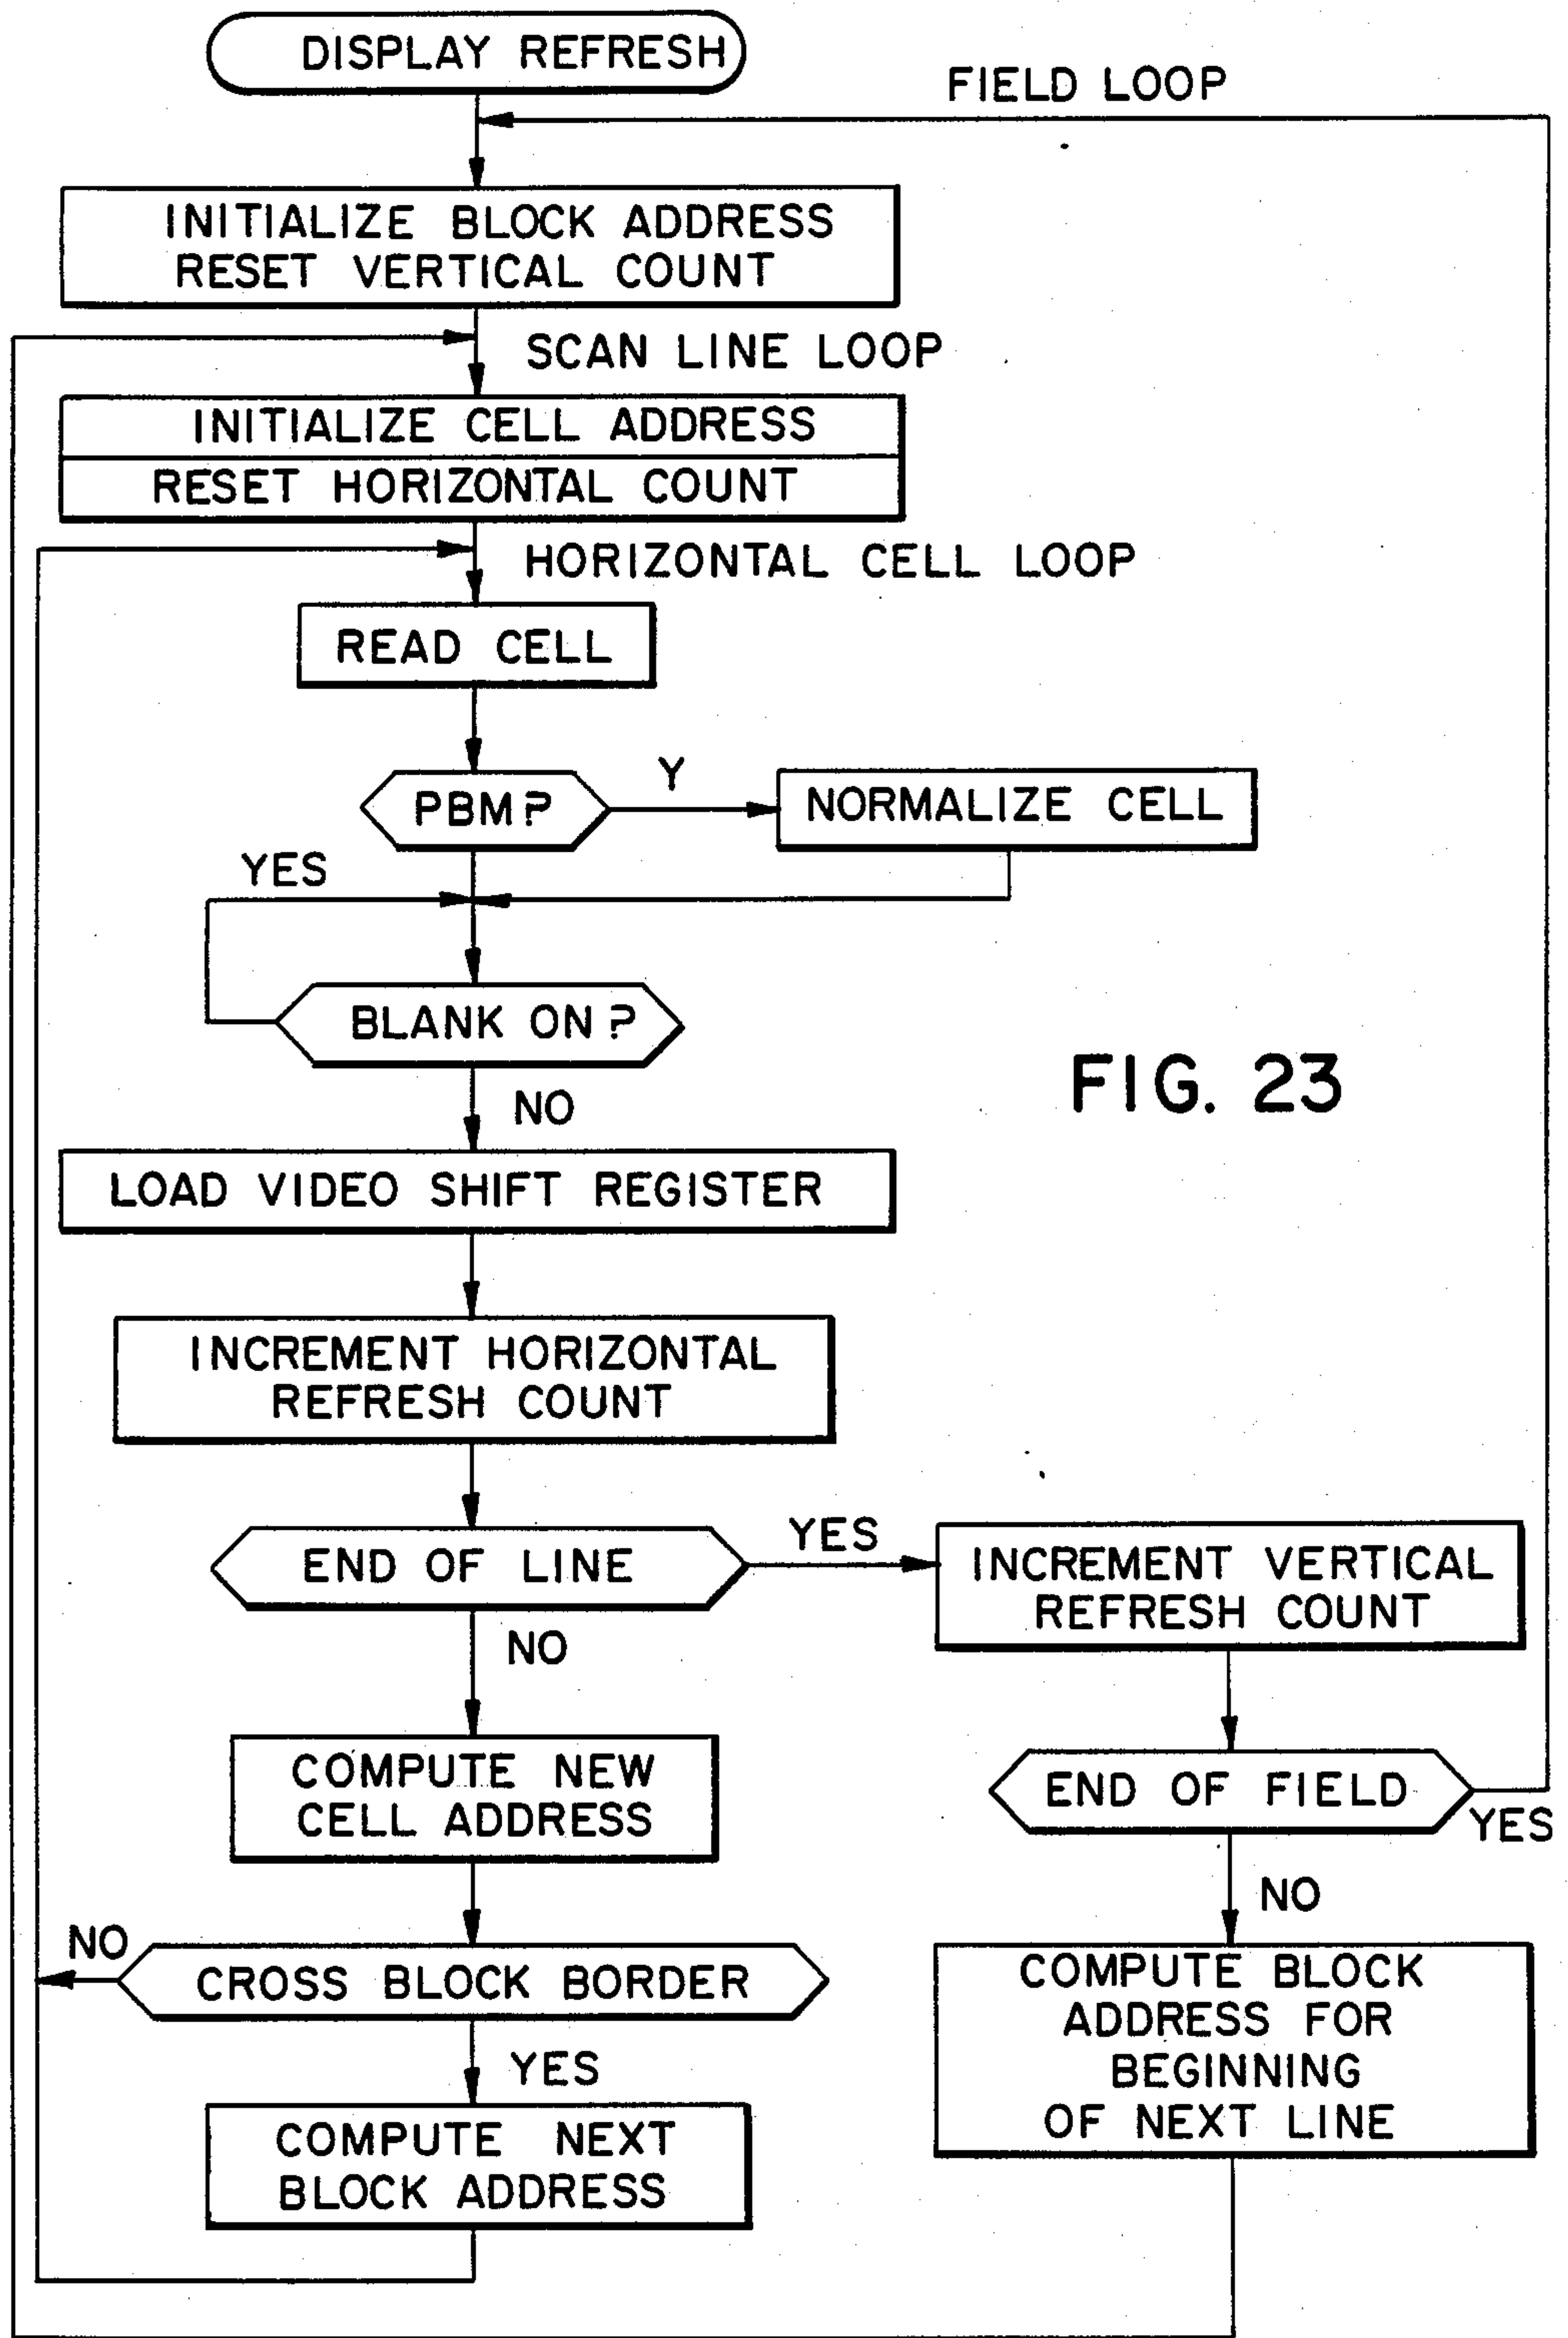 DISPLAY REFRESH
FIELD LOOP
INITIALIZE BLOCK ADDRESS
RESET VERTICAL COUNT
SCAN LINE LOOP
INITIALIZE CELL ADDRESS
RESET HORIZONTAL COUNT
HORIZONTAL CELL LOOP
READ CELL
PBM?
Y
NORMALIZE CELL
YES
BLANK ON?
NO
FIG. 23
LOAD VIDEO SHIFT REGISTER
INCREMENT HORIZONTAL
REFRESH COUNT
END OF LINE
YES
INCREMENT VERTICAL
REFRESH COUNT
NO
COMPUTE NEW
CELL ADDRESS
END OF FIELD
YES
NO
NO
CROSS BLOCK BORDER
COMPUTE BLOCK
ADDRESS FOR
BEGINNING
OF NEXT LINE
YES
COMPUTE NEXT
BLOCK ADDRESS